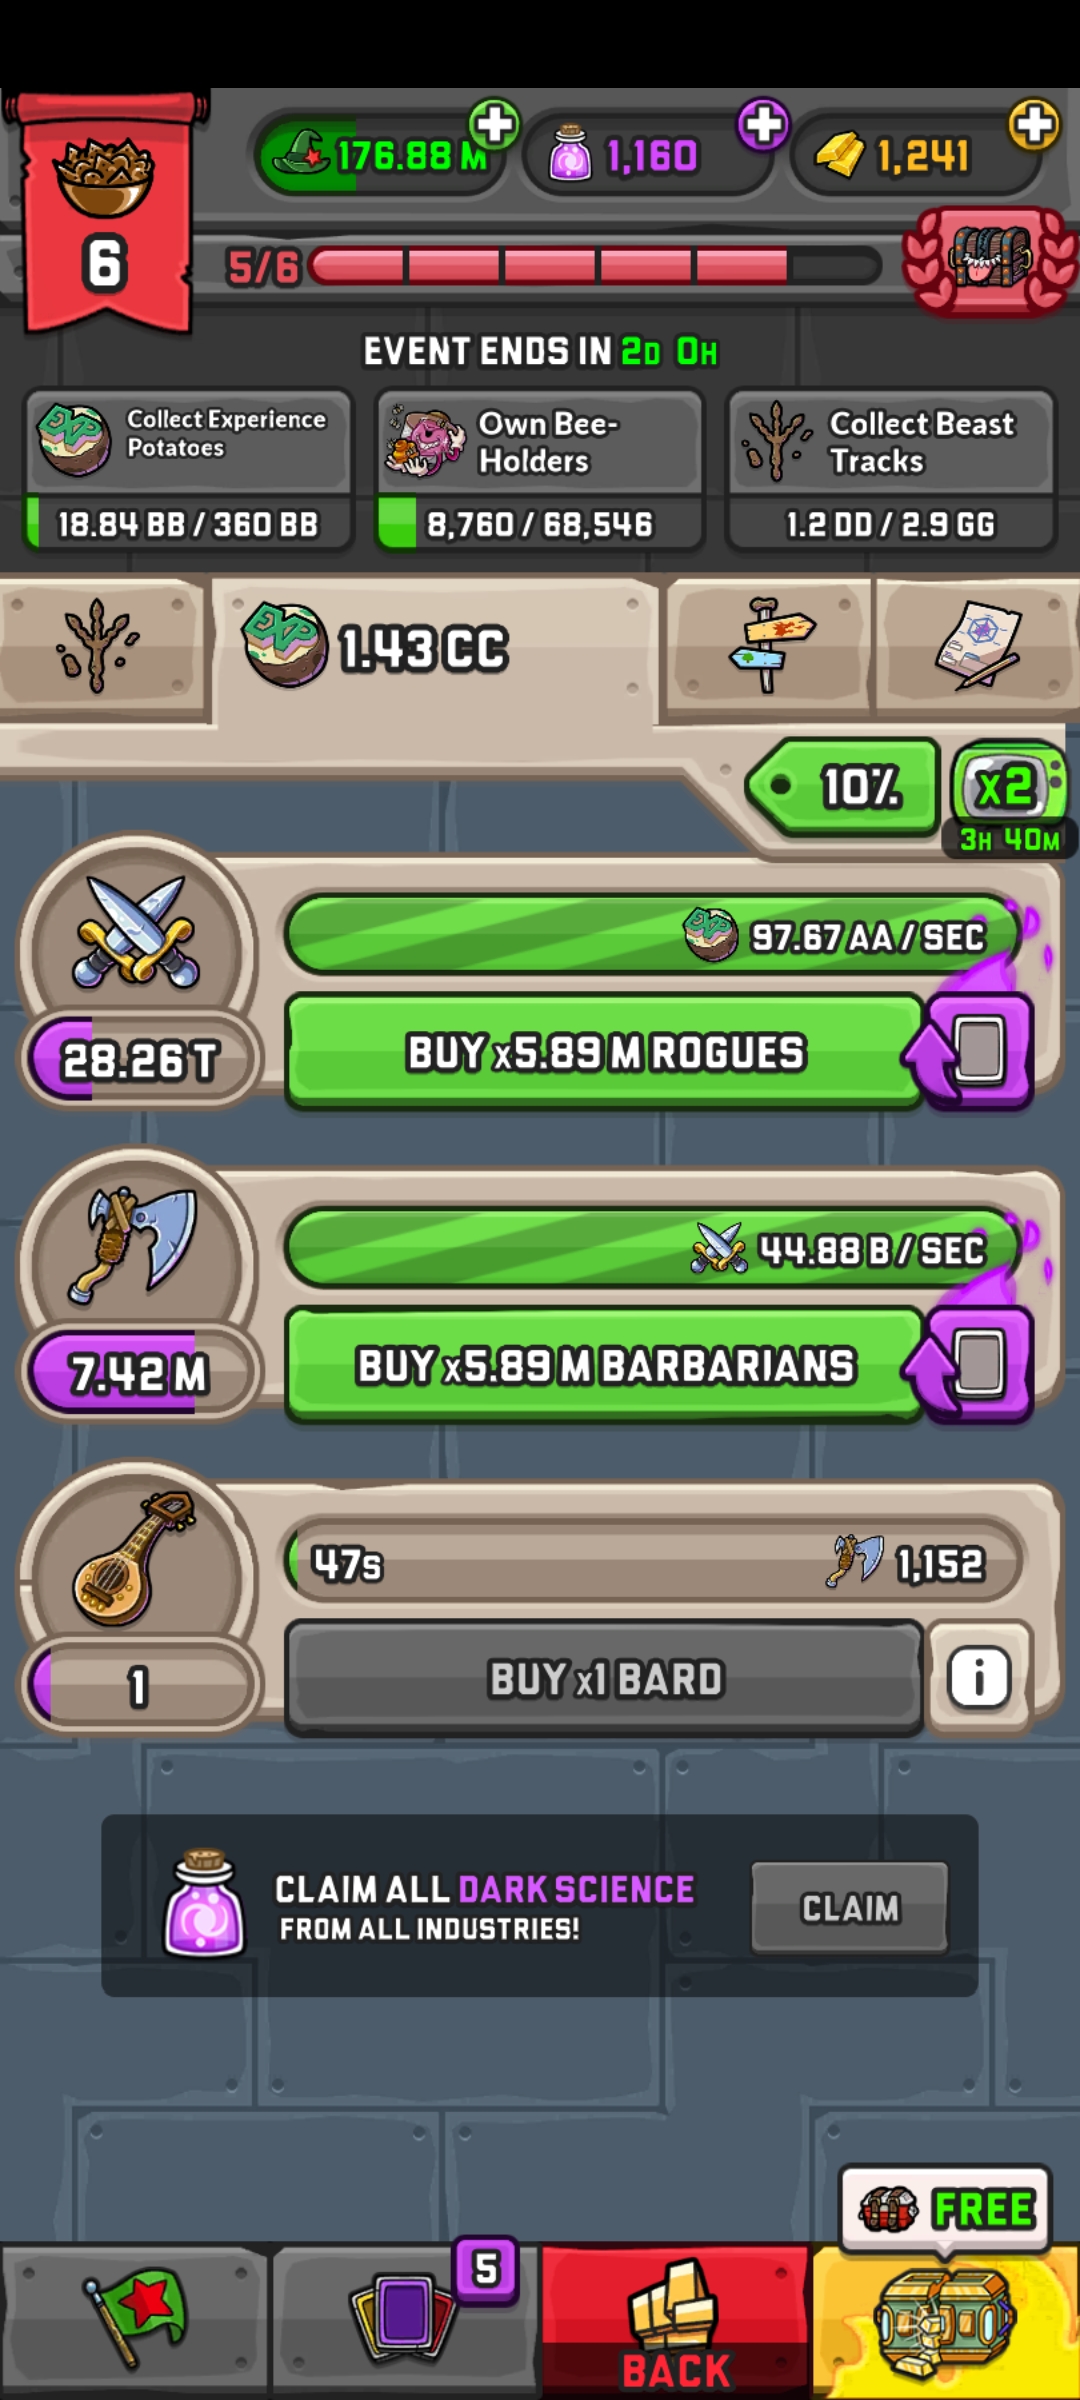 176.88 M
1,160
1,241
6
5/6
EVENT ENDS IN 2D 0H
Collect Experience
Potatoes
18.84 BB / 360 BB
Own Bee-
Holders
8,760 / 68,546
Collect Beast
Tracks
1.2 DD / 2.9 GG
EXP
1.43 CC
10%
x2
3H 40M
97.67 AA / SEC
28.26 T
BUY x5.89 M ROGUES
44.88 B / SEC
7.42 M
BUY x5.89 M BARBARIANS
47s
1,152
1
BUY x1 BARD
i
CLAIM ALL DARK SCIENCE
FROM ALL INDUSTRIES!
CLAIM
FREE
5
BACK